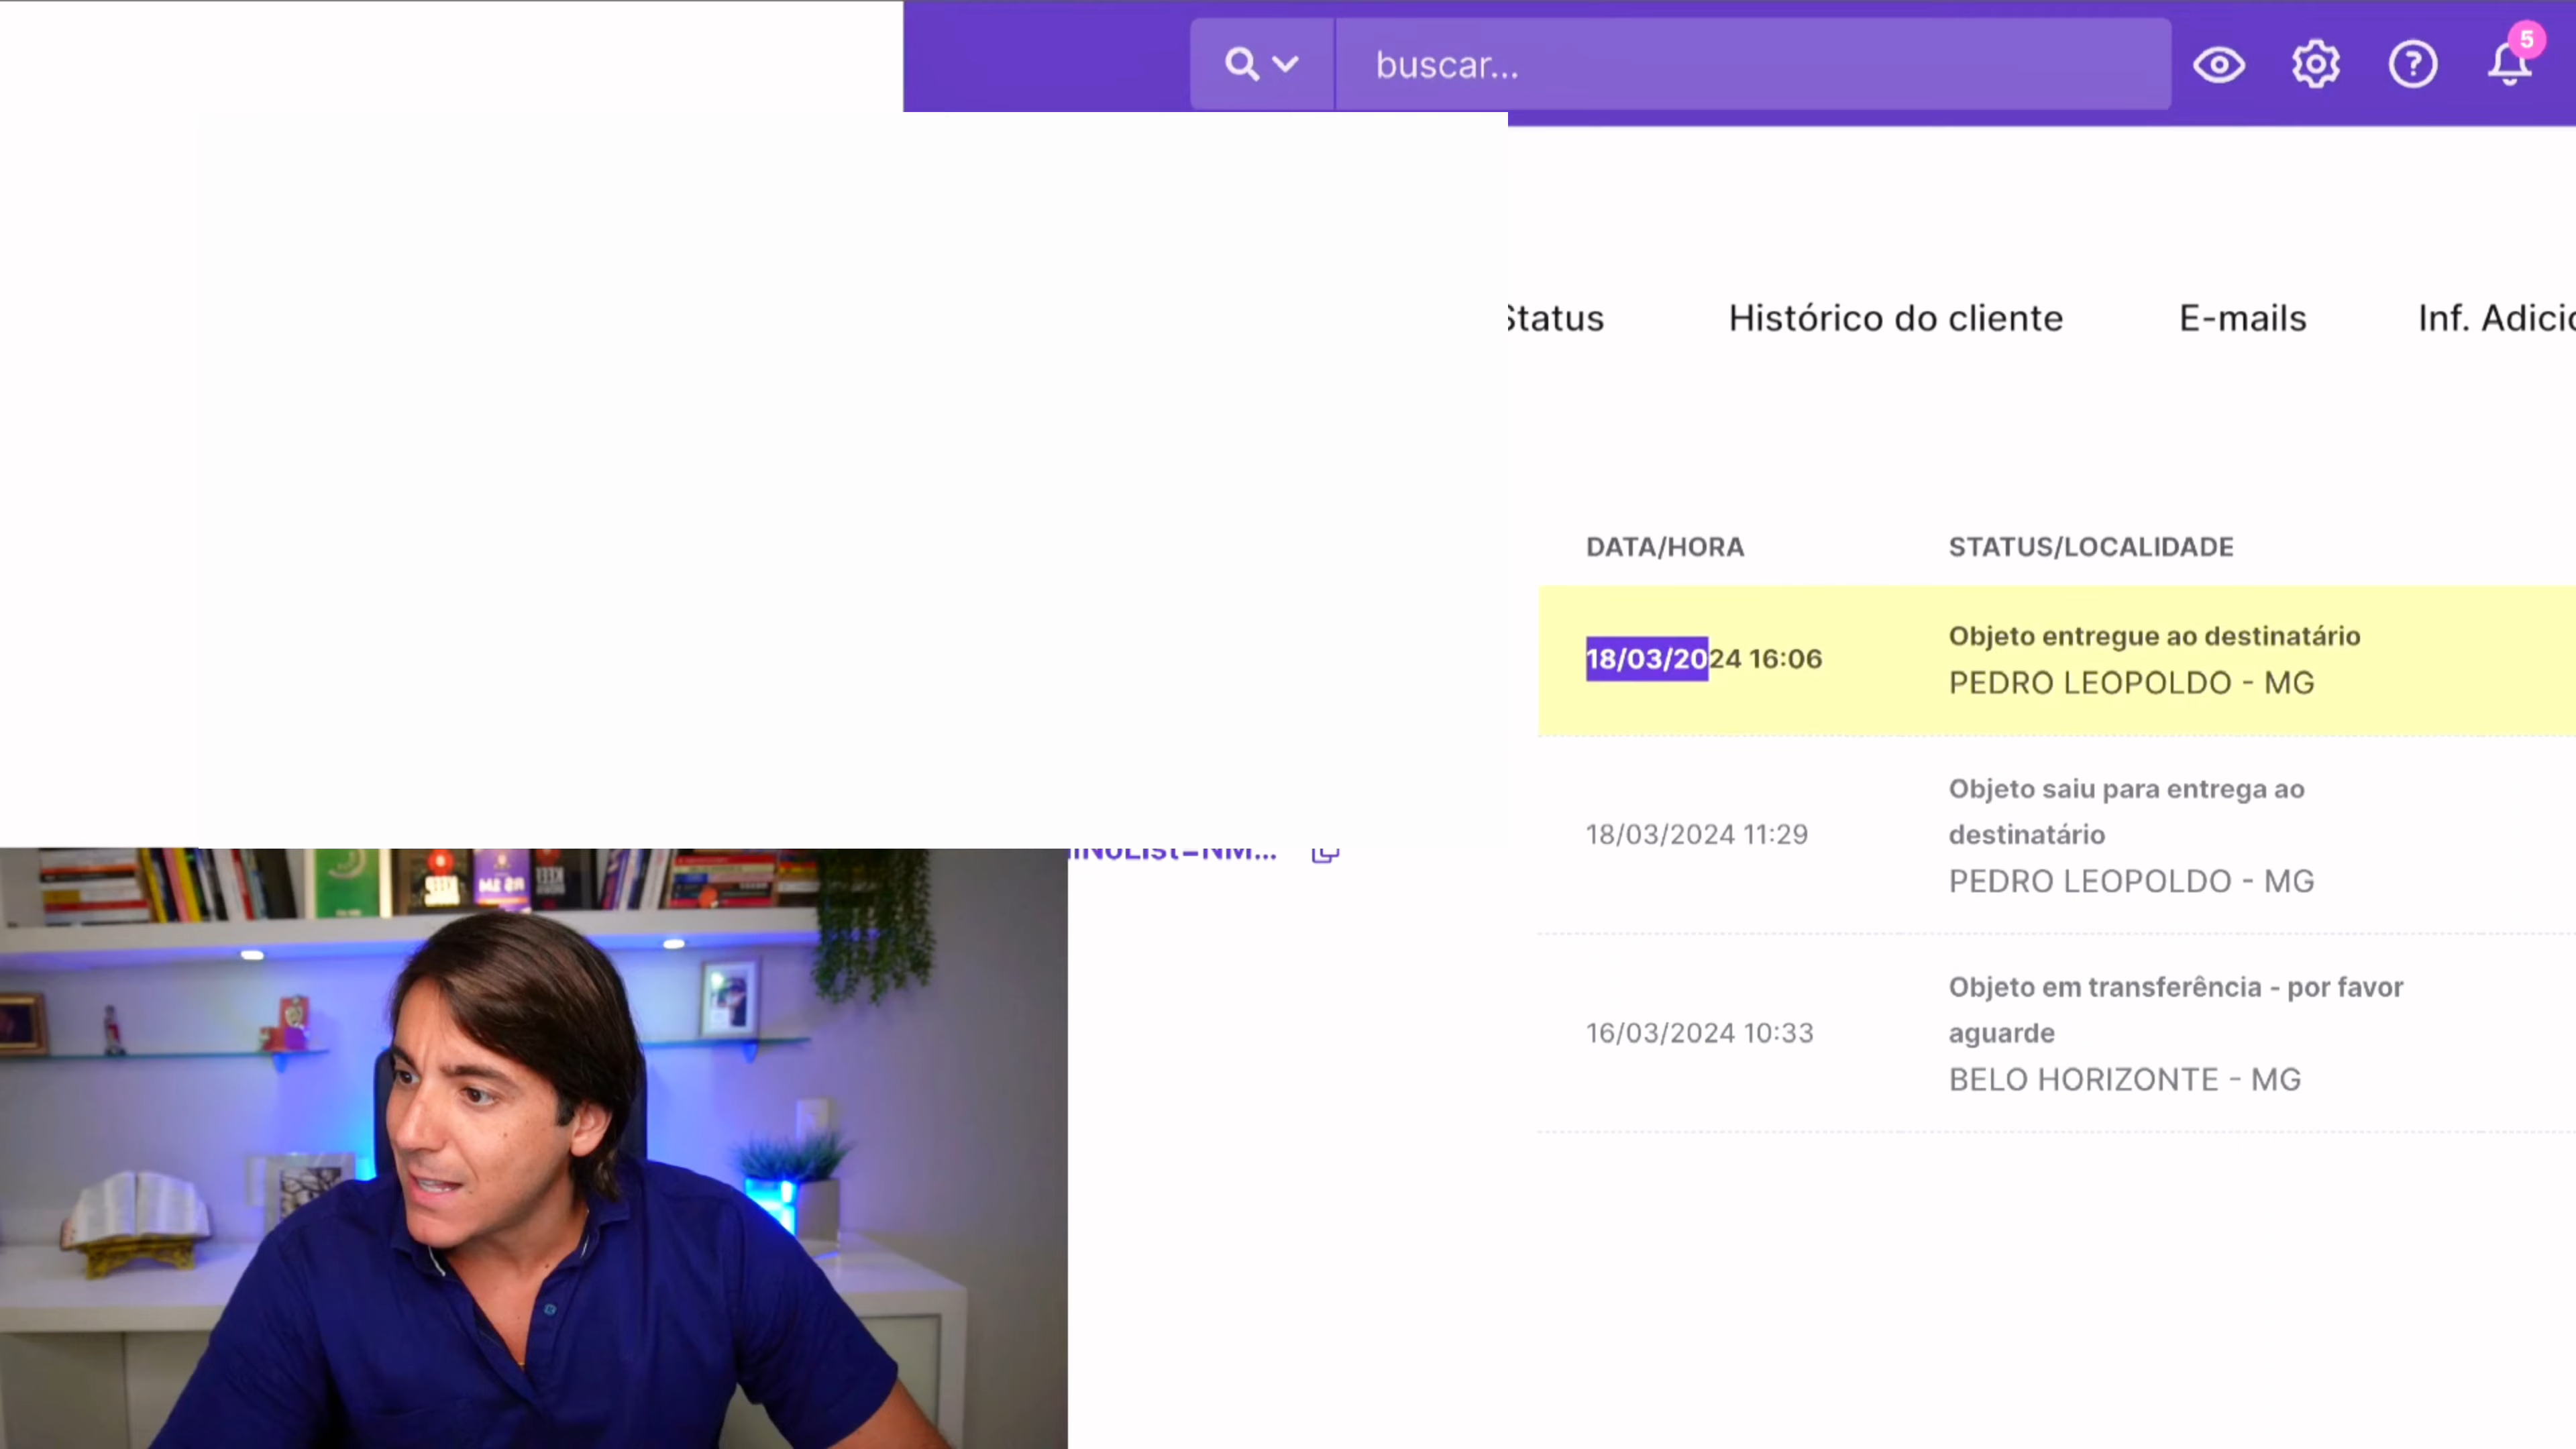 buscar...
5
Status
Histórico do cliente
E-mails
Inf. Adici
DATA/HORA
STATUS/LOCALIDADE
18/03/2024 16:06
Objeto entregue ao destinatário
PEDRO LEOPOLDO - MG
18/03/2024 11:29
Objeto saiu para entrega ao
destinatário
PEDRO LEOPOLDO - MG
16/03/2024 10:33
Objeto em transferência - por favor
aguarde
BELO HORIZONTE - MG